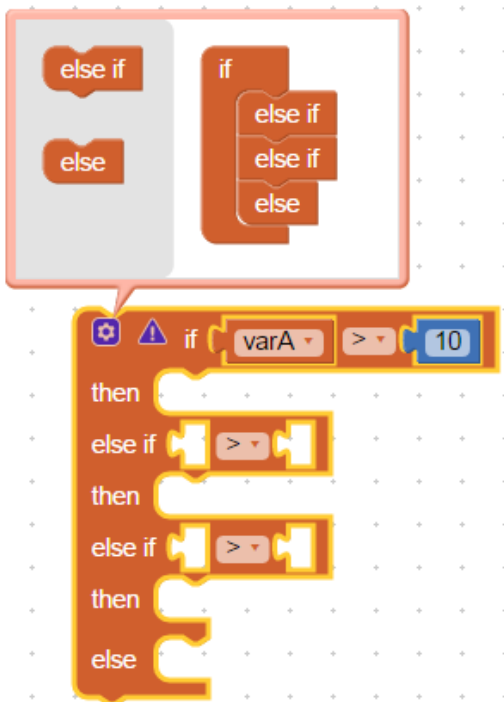 else if
else
if
else if
else if
else
if varA > 10
then
else if >
then
else if >
then
else